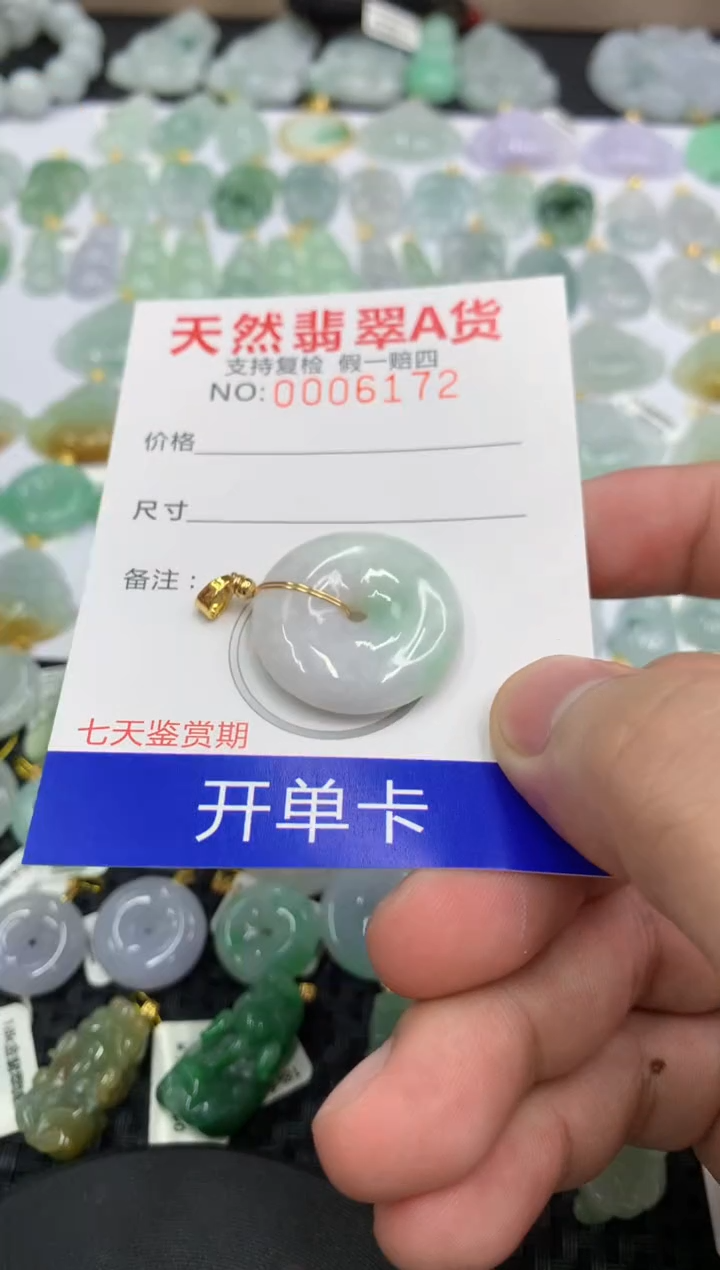 天然翡翠A货
支持复检 假一赔四
NO:0006172
价格
尺寸
备注：
七天鉴赏期
开单卡